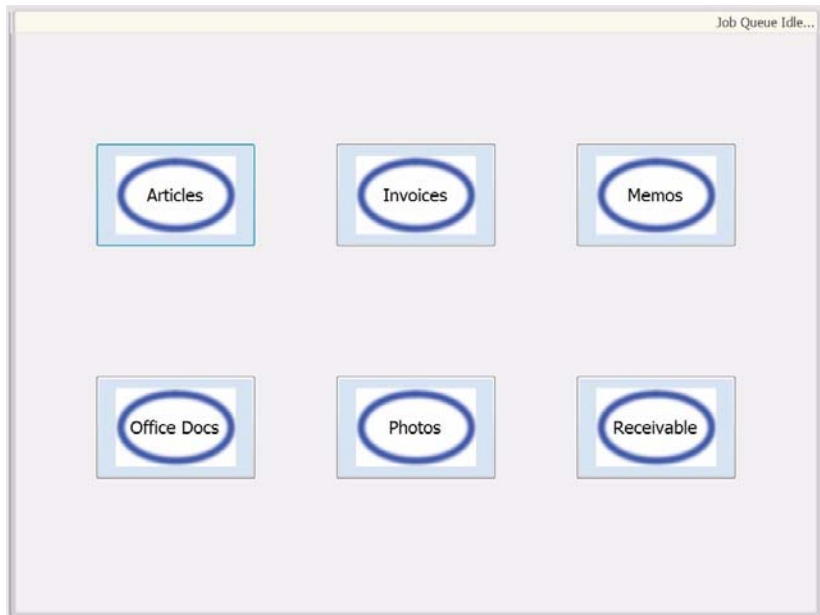 Job Queue Idle...
Articles
Invoices
Memos
Office Docs
Photos
Receivable